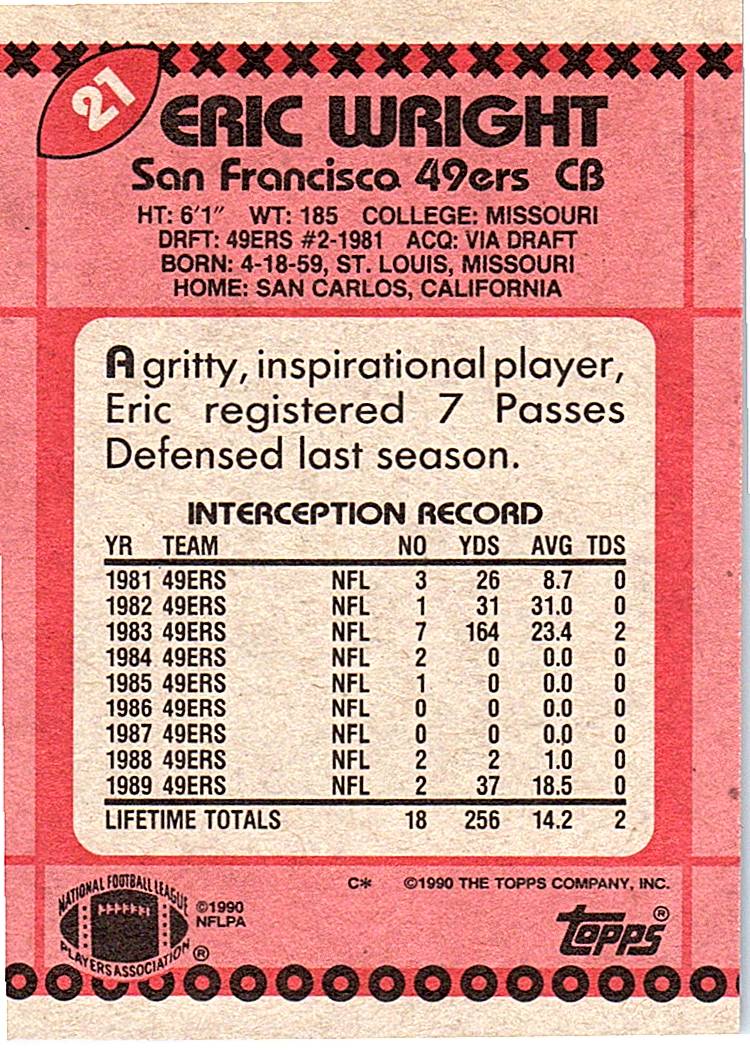 21
ERIC WRIGHT
San Francisco 49ers CB
HT: 6'1" WT: 185 COLLEGE: MISSOURI
DRFT: 49ERS #2-1981 ACQ: VIA DRAFT
BORN: 4-18-59, ST. LOUIS, MISSOURI
HOME: SAN CARLOS, CALIFORNIA
A gritty, inspirational player,
Eric registered 7 Passes
Defensed last season.
INTERCEPTION RECORD
YR TEAM NO YDS AVG TDS
1981 49ERS NFL 3 26 8.7 0
1982 49ERS NFL 1 31 31.0 0
1983 49ERS NFL 7 164 23.4 2
1984 49ERS NFL 2 0 0.0 0
1985 49ERS NFL 1 0 0.0 0
1986 49ERS NFL 0 0 0.0 0
1987 49ERS NFL 0 0 0.0 0
1988 49ERS NFL 2 2 1.0 0
1989 49ERS NFL 2 37 18.5 0
LIFETIME TOTALS 18 256 14.2 2
C* ©1990 THE TOPPS COMPANY, INC.
NATIONAL FOOTBALL LEAGUE
PLAYERS ASSOCIATION ®
©1990
NFLPA
Topps ®